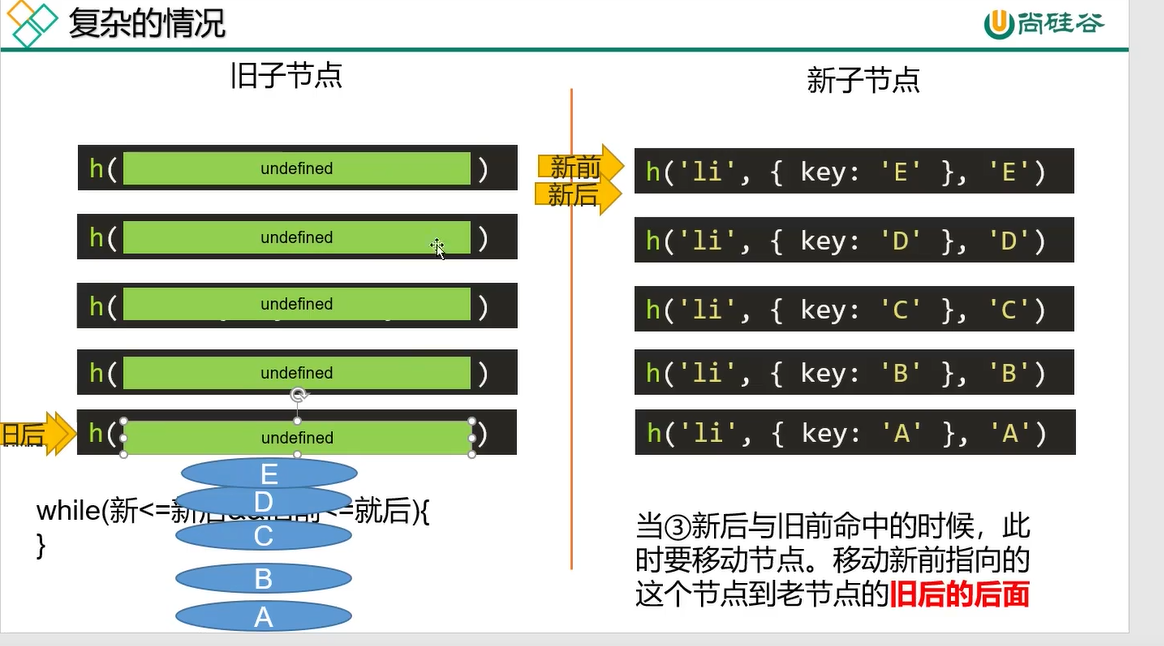 复杂的情况
尚硅谷
旧子节点
新子节点
h( undefined )
h( undefined )
h( undefined )
h( undefined )
旧后
h( undefined )
新前
新后
h('li', { key: 'E' }, 'E')
h('li', { key: 'D' }, 'D')
h('li', { key: 'C' }, 'C')
h('li', { key: 'B' }, 'B')
h('li', { key: 'A' }, 'A')
E
D
C
B
A
while(新<=新后&&旧前<=就后){
}
当③新后与旧前命中的时候，此
时要移动节点。移动新前指向的
这个节点到老节点的旧后的后面